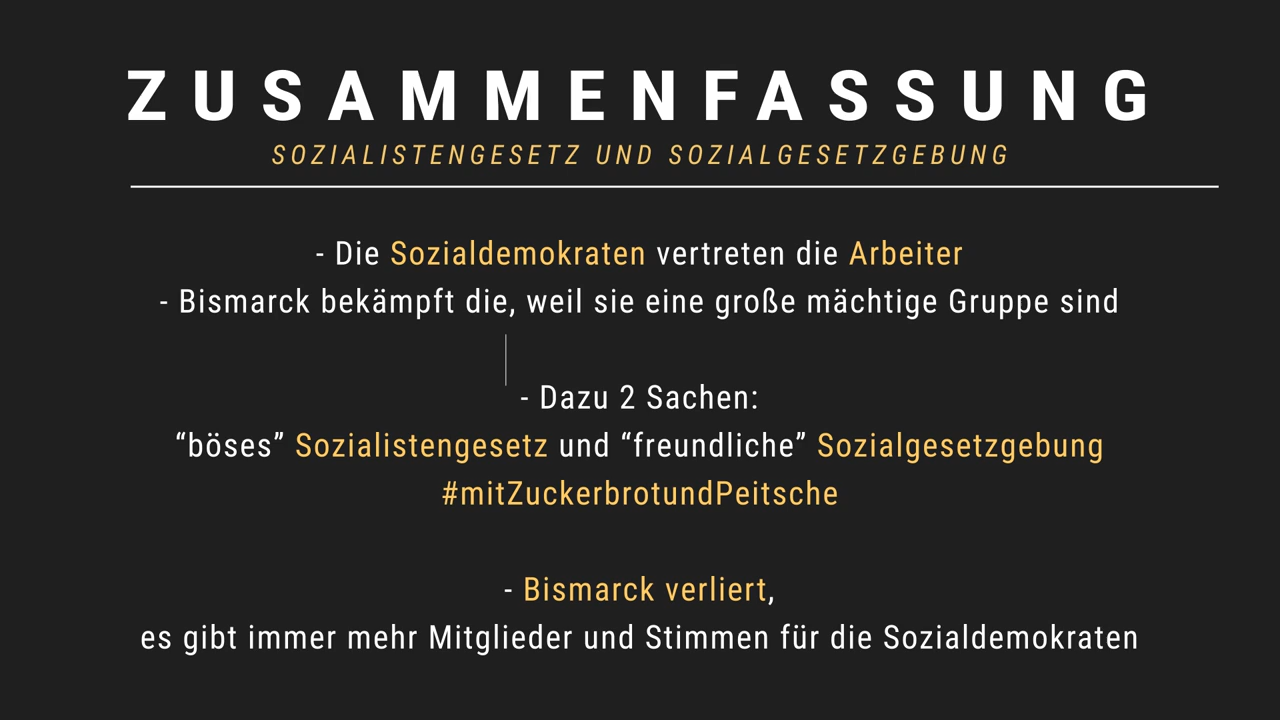 ZUSAMMENFASSUNG
SOZIALISTENGESETZ UND SOZIALGESETZGEBUNG
- Die Sozialdemokraten vertreten die Arbeiter
- Bismarck bekämpft die, weil sie eine große mächtige Gruppe sind
- Dazu 2 Sachen:
“böses” Sozialistengesetz und “freundliche” Sozialgesetzgebung
#mitZuckerbrotundPeitsche
- Bismarck verliert,
es gibt immer mehr Mitglieder und Stimmen für die Sozialdemokraten